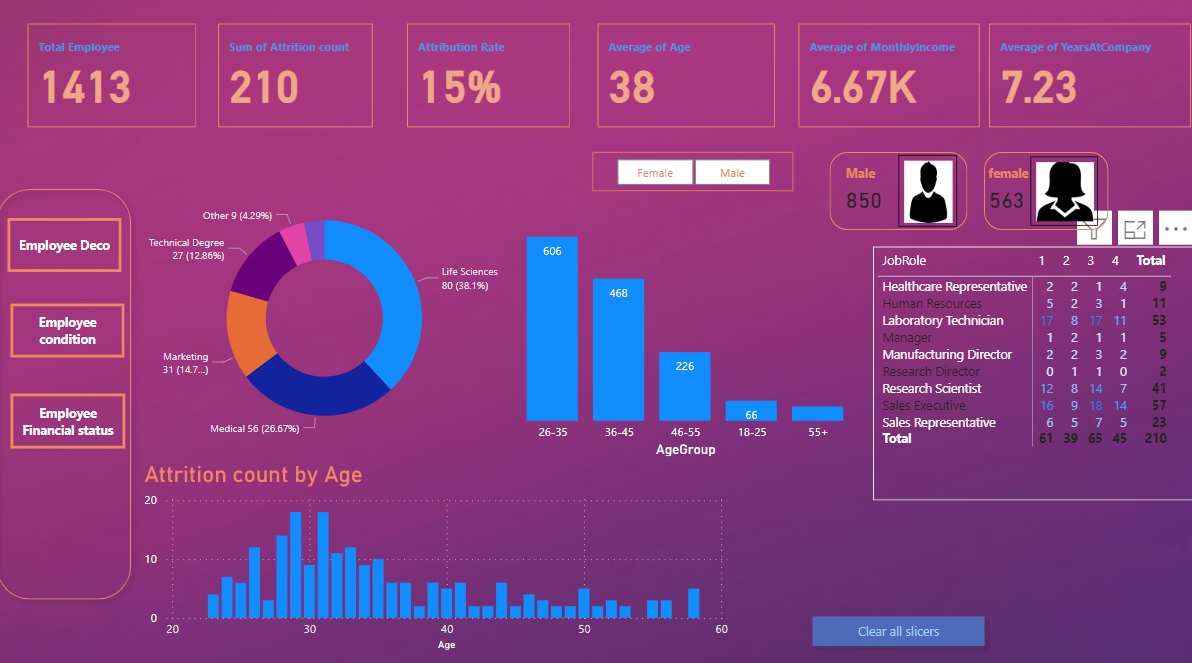 Total Employee
1413
Sum of Attrition count
210
Attribution Rate
15%
Average of Age
38
Average of MonthlyIncome
6.67K
Average of YearsAtCompany
7.23
Female Male
Male
850
female
563
Employee Deco
Employee
condition
Employee
Financial status
Other 9 (4.29%)
Technical Degree
27 (12.86%)
Life Sciences
80 (38.1%)
Marketing
31 (14.7...)
Medical 56 (26.67%)
606
468
226
66
26-35 36-45 46-55 18-25 55+
AgeGroup
JobRole 1 2 3 4 Total
Healthcare Representative 2 2 1 4 9
Human Resources 5 2 3 1 11
Laboratory Technician 17 8 17 11 53
Manager 1 2 1 1 5
Manufacturing Director 2 2 3 2 9
Research Director 0 1 1 0 2
Research Scientist 12 8 14 7 41
Sales Executive 16 9 18 14 57
Sales Representative 6 5 7 5 23
Total 61 39 65 45 210
Attrition count by Age
20
10
0
20 30 40 50 60
Age
Clear all slicers